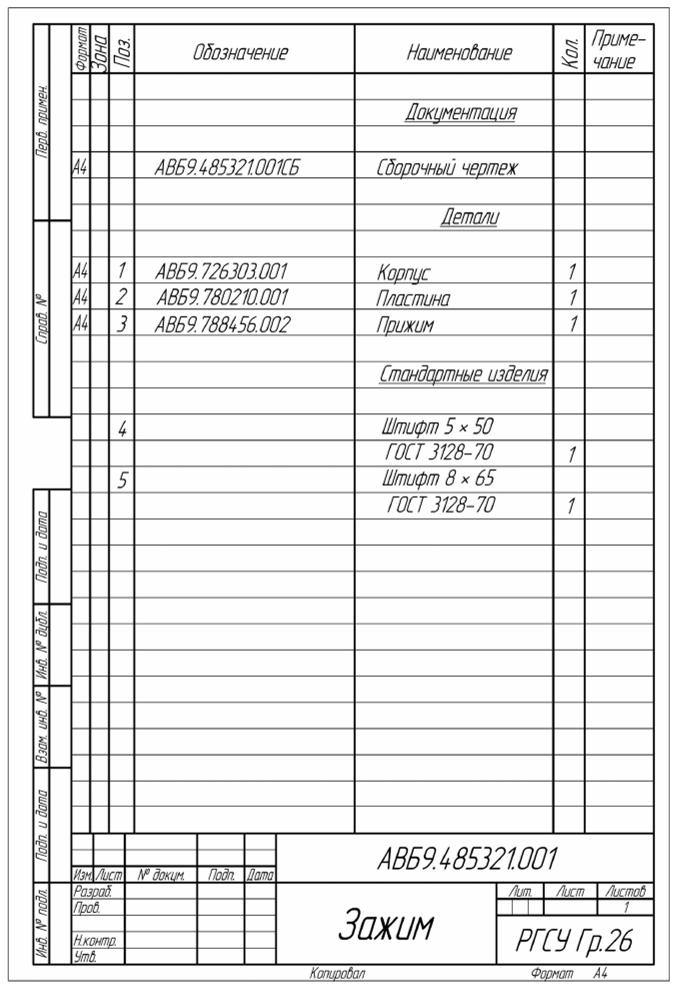 Формат
Зона
Поз.
Обозначение
Наименование
Кол.
Приме-
чание
Документация
А4 АВБ9.485321.001СБ Сборочный чертеж
Детали
А4 1 АВБ9.726303.001 Корпус 1
А4 2 АВБ9.780210.001 Пластина 1
А4 3 АВБ9.788456.002 Прижим 1
Стандартные изделия
4 Штифт 5 × 50
ГОСТ 3128-70 1
5 Штифт 8 × 65
ГОСТ 3128-70 1
Перв. примен.
Справ. №
Подп. и дата
Инв. № дубл.
Взам. инв. №
Подп. и дата
Инв. № подл.
АВБ9.485321.001
Изм. Лист № докум. Подп. Дата
Разраб.
Пров.
Н.контр.
Утв.
Зажим
Лит. Лист Листов
1
РГСУ Гр.26
Копировал Формат А4